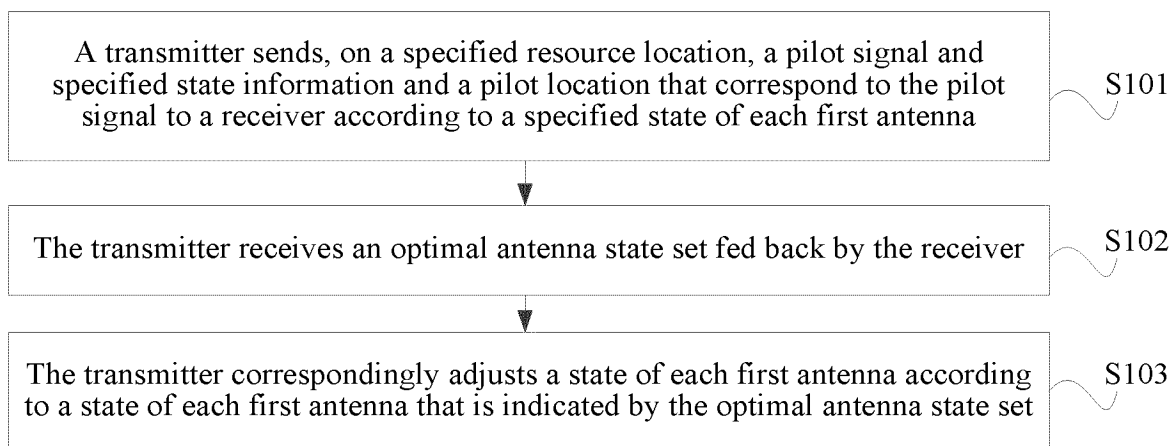 A transmitter sends, on a specified resource location, a pilot signal and
specified state information and a pilot location that correspond to the pilot
signal to a receiver according to a specified state of each first antenna
S101
The transmitter receives an optimal antenna state set fed back by the receiver
S102
The transmitter correspondingly adjusts a state of each first antenna according
to a state of each first antenna that is indicated by the optimal antenna state set
S103